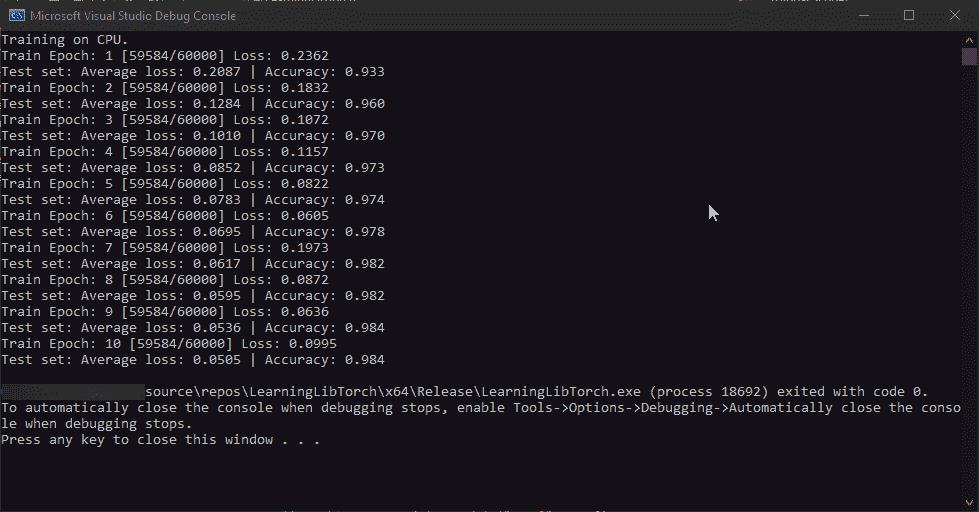 Microsoft Visual Studio Debug Console
Training on CPU.
Train Epoch: 1 [59584/60000] Loss: 0.2362
Test set: Average loss: 0.2087 | Accuracy: 0.933
Train Epoch: 2 [59584/60000] Loss: 0.1832
Test set: Average loss: 0.1284 | Accuracy: 0.960
Train Epoch: 3 [59584/60000] Loss: 0.1072
Test set: Average loss: 0.1010 | Accuracy: 0.970
Train Epoch: 4 [59584/60000] Loss: 0.1157
Test set: Average loss: 0.0852 | Accuracy: 0.973
Train Epoch: 5 [59584/60000] Loss: 0.0822
Test set: Average loss: 0.0783 | Accuracy: 0.974
Train Epoch: 6 [59584/60000] Loss: 0.0605
Test set: Average loss: 0.0695 | Accuracy: 0.978
Train Epoch: 7 [59584/60000] Loss: 0.1973
Test set: Average loss: 0.0617 | Accuracy: 0.982
Train Epoch: 8 [59584/60000] Loss: 0.0872
Test set: Average loss: 0.0595 | Accuracy: 0.982
Train Epoch: 9 [59584/60000] Loss: 0.0636
Test set: Average loss: 0.0536 | Accuracy: 0.984
Train Epoch: 10 [59584/60000] Loss: 0.0995
Test set: Average loss: 0.0505 | Accuracy: 0.984
source\repos\LearningLibTorch\x64\Release\LearningLibTorch.exe (process 18692) exited with code 0.
To automatically close the console when debugging stops, enable Tools->Options->Debugging->Automatically close the conso
le when debugging stops.
Press any key to close this window . . .